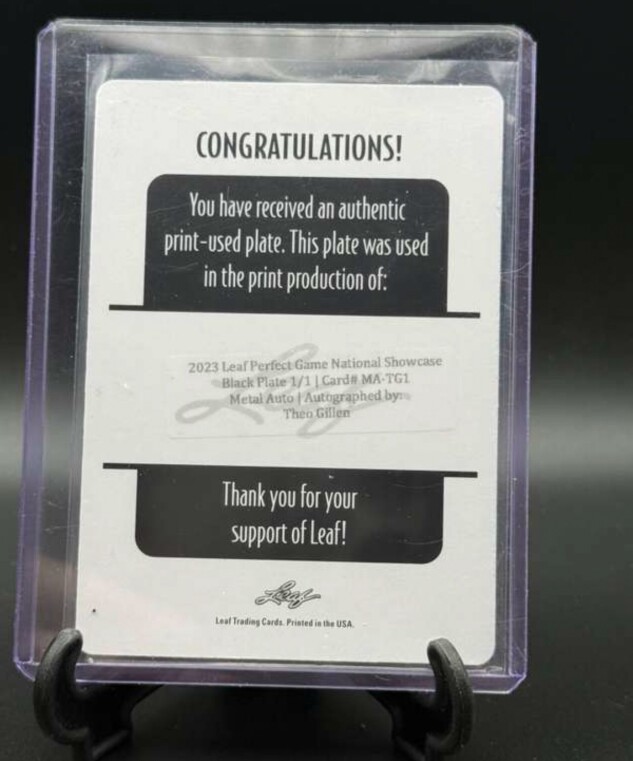 CONGRATULATIONS!
You have received an authentic
print-used plate. This plate was used
in the print production of:
2023 Leaf Perfect Game National Showcase
Black Plate 1/1 | Card# MA-TG1
Metal Auto | Autographed by:
Theo Gillen
Thank you for your
support of Leaf!
Leaf
Leaf Trading Cards. Printed in the USA.